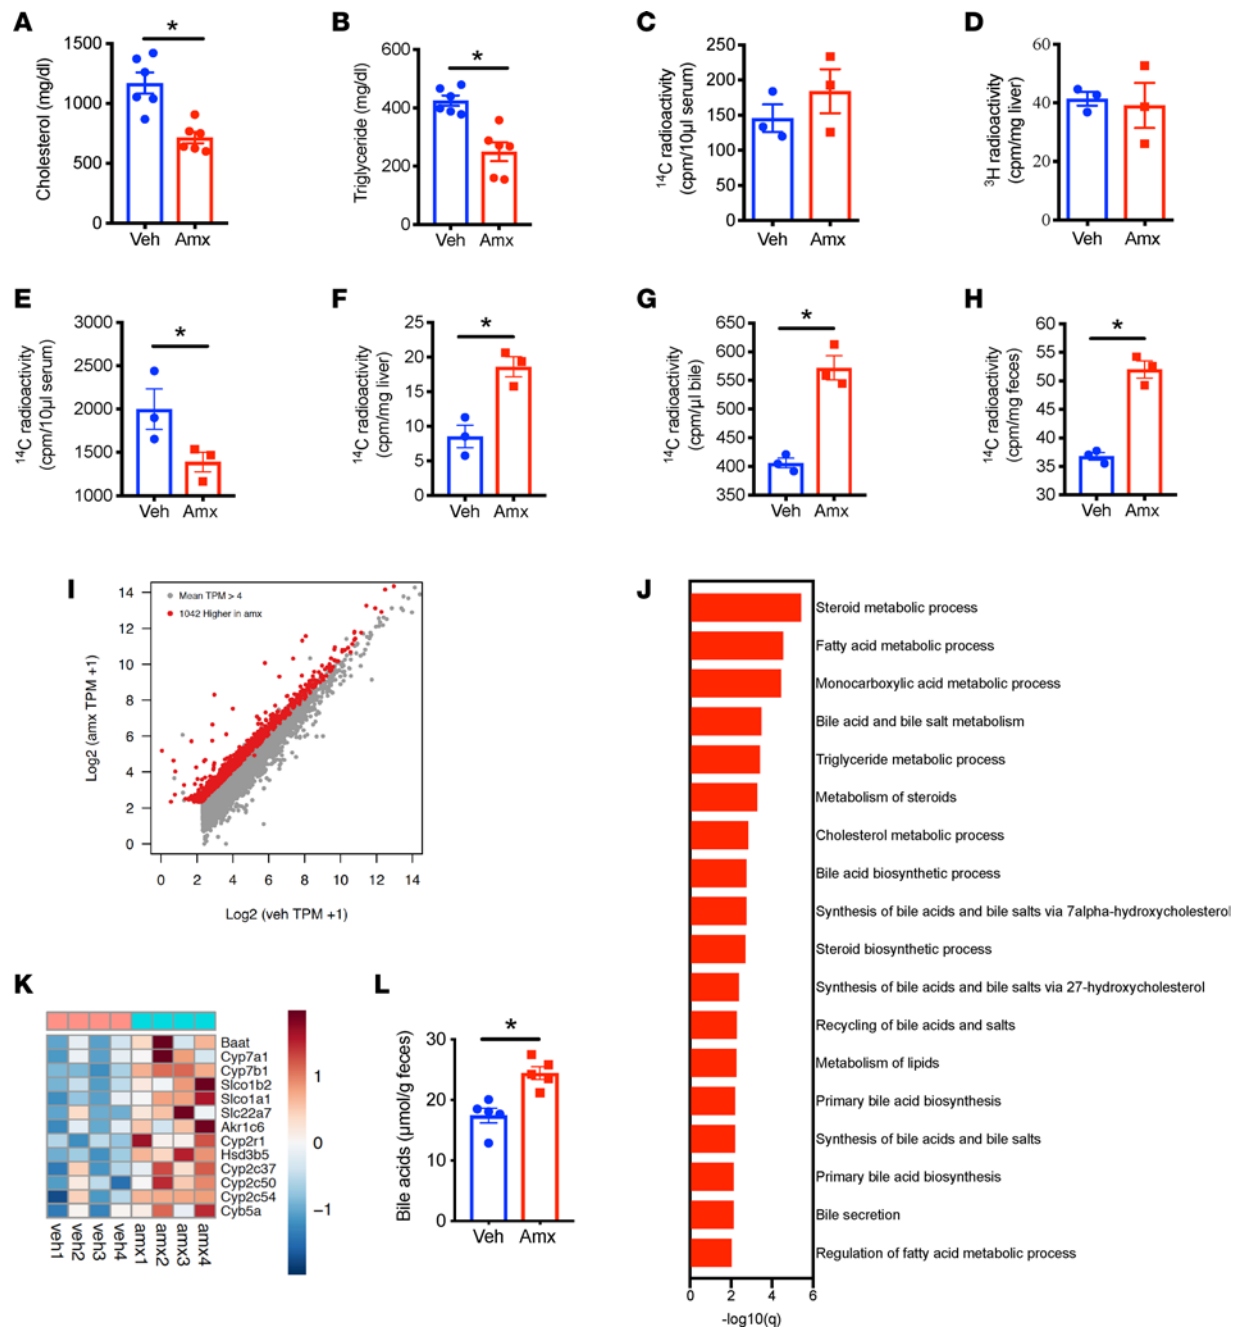 A
Cholesterol (mg/dl)
1500
1000
500
0
*
Veh Amx
B
Triglyceride (mg/dl)
600
400
200
0
*
Veh Amx
C
14C radioactivity
(cpm/10µl serum)
250
200
150
100
50
0
Veh Amx
D
3H radioactivity
(cpm/mg liver)
60
40
20
0
Veh Amx
E
14C radioactivity
(cpm/10µl serum)
3000
2500
2000
1500
1000
*
Veh Amx
F
14C radioactivity
(cpm/mg liver)
25
20
15
10
5
0
*
Veh Amx
G
14C radioactivity
(cpm/µl bile)
650
600
550
500
450
400
350
*
Veh Amx
H
14C radioactivity
(cpm/mg feces)
60
55
50
45
40
35
30
*
Veh Amx
I
Log2 (amx TPM +1)
14
12
10
8
6
4
2
0
Mean TPM > 4
1042 Higher in amx
0 2 4 6 8 10 12 14
Log2 (veh TPM +1)
J
Steroid metabolic process
Fatty acid metabolic process
Monocarboxylic acid metabolic process
Bile acid and bile salt metabolism
Triglyceride metabolic process
Metabolism of steroids
Cholesterol metabolic process
Bile acid biosynthetic process
Synthesis of bile acids and bile salts via 7alpha-hydroxycholesterol
Steroid biosynthetic process
Synthesis of bile acids and bile salts via 27-hydroxycholesterol
Recycling of bile acids and salts
Metabolism of lipids
Primary bile acid biosynthesis
Synthesis of bile acids and bile salts
Primary bile acid biosynthesis
Bile secretion
Regulation of fatty acid metabolic process
0 2 4 6
-log10(q)
K
Baat
Cyp7a1
Cyp7b1
Slco1b2
Slco1a1
Slc22a7
Akr1c6
Cyp2r1
Hsd3b5
Cyp2c37
Cyp2c50
Cyp2c54
Cyb5a
veh1 veh2 veh3 veh4 amx1 amx2 amx3 amx4
1
0
−1
L
Bile acids (µmol/g feces)
30
20
10
0
*
Veh Amx